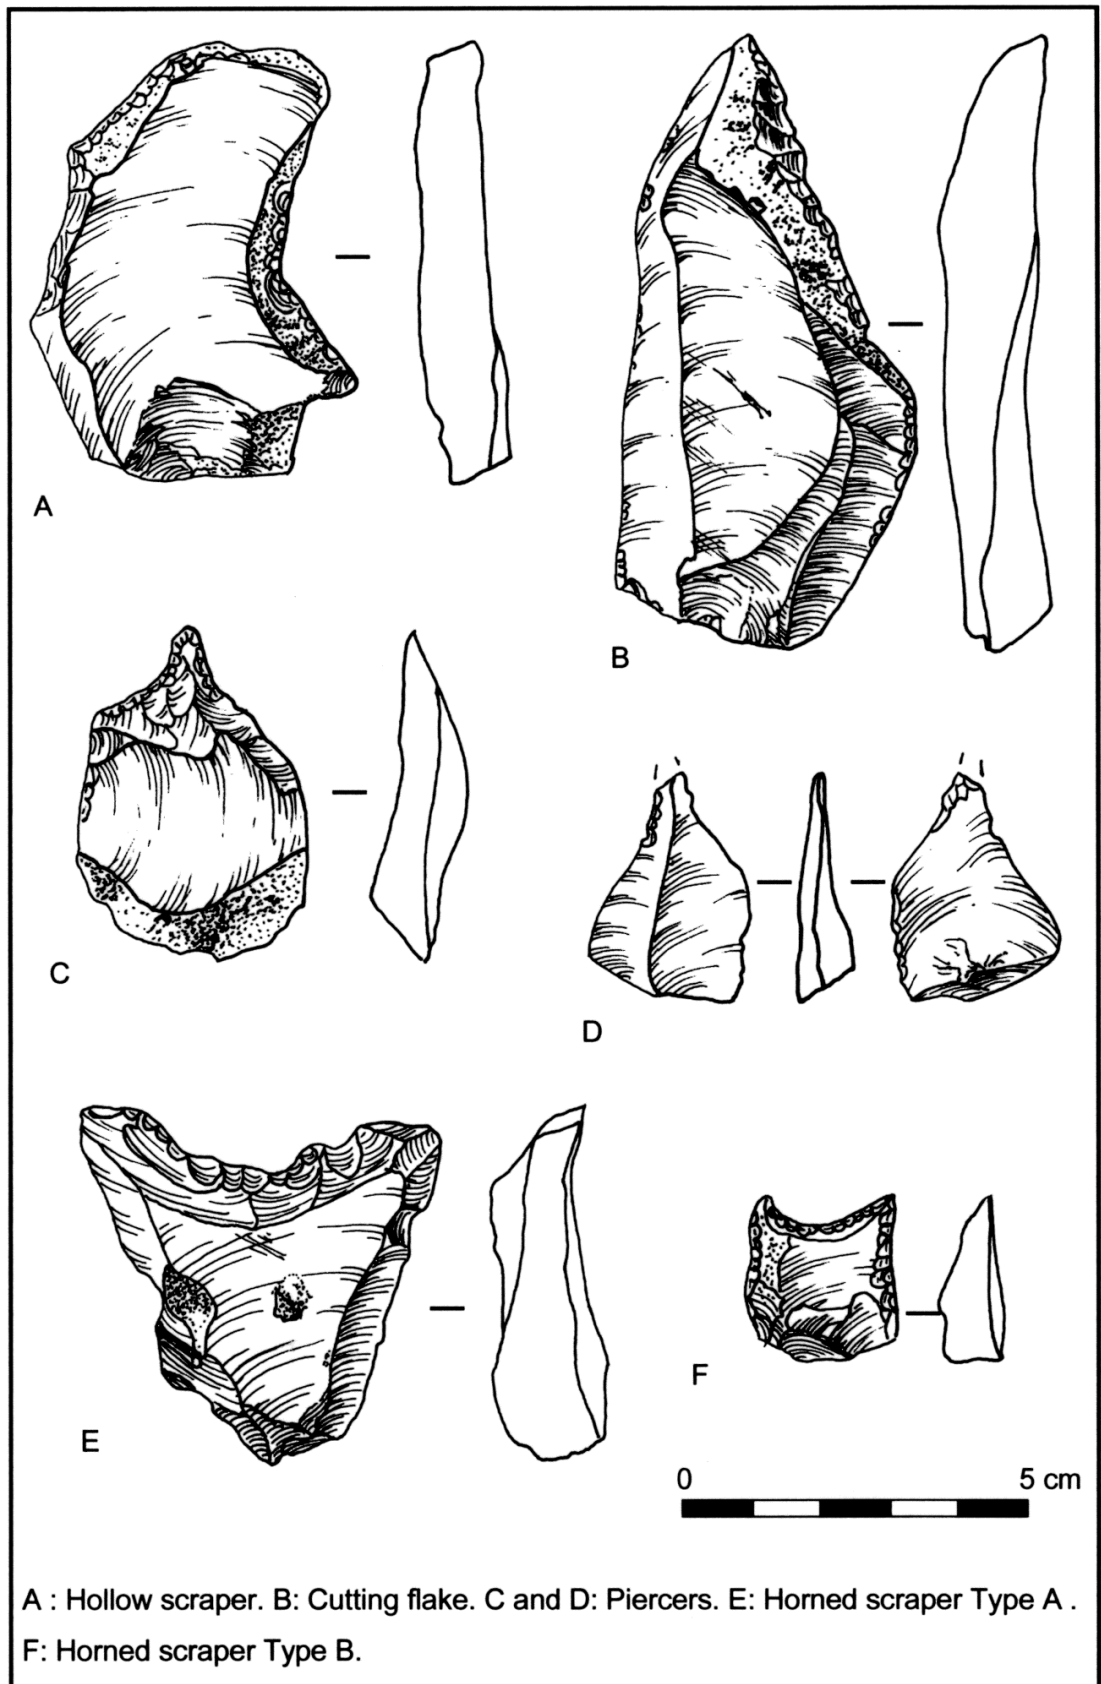 A
B
C
D
E
F
0 5 cm
A : Hollow scraper. B: Cutting flake. C and D: Piercers. E: Horned scraper Type A .
F: Horned scraper Type B.